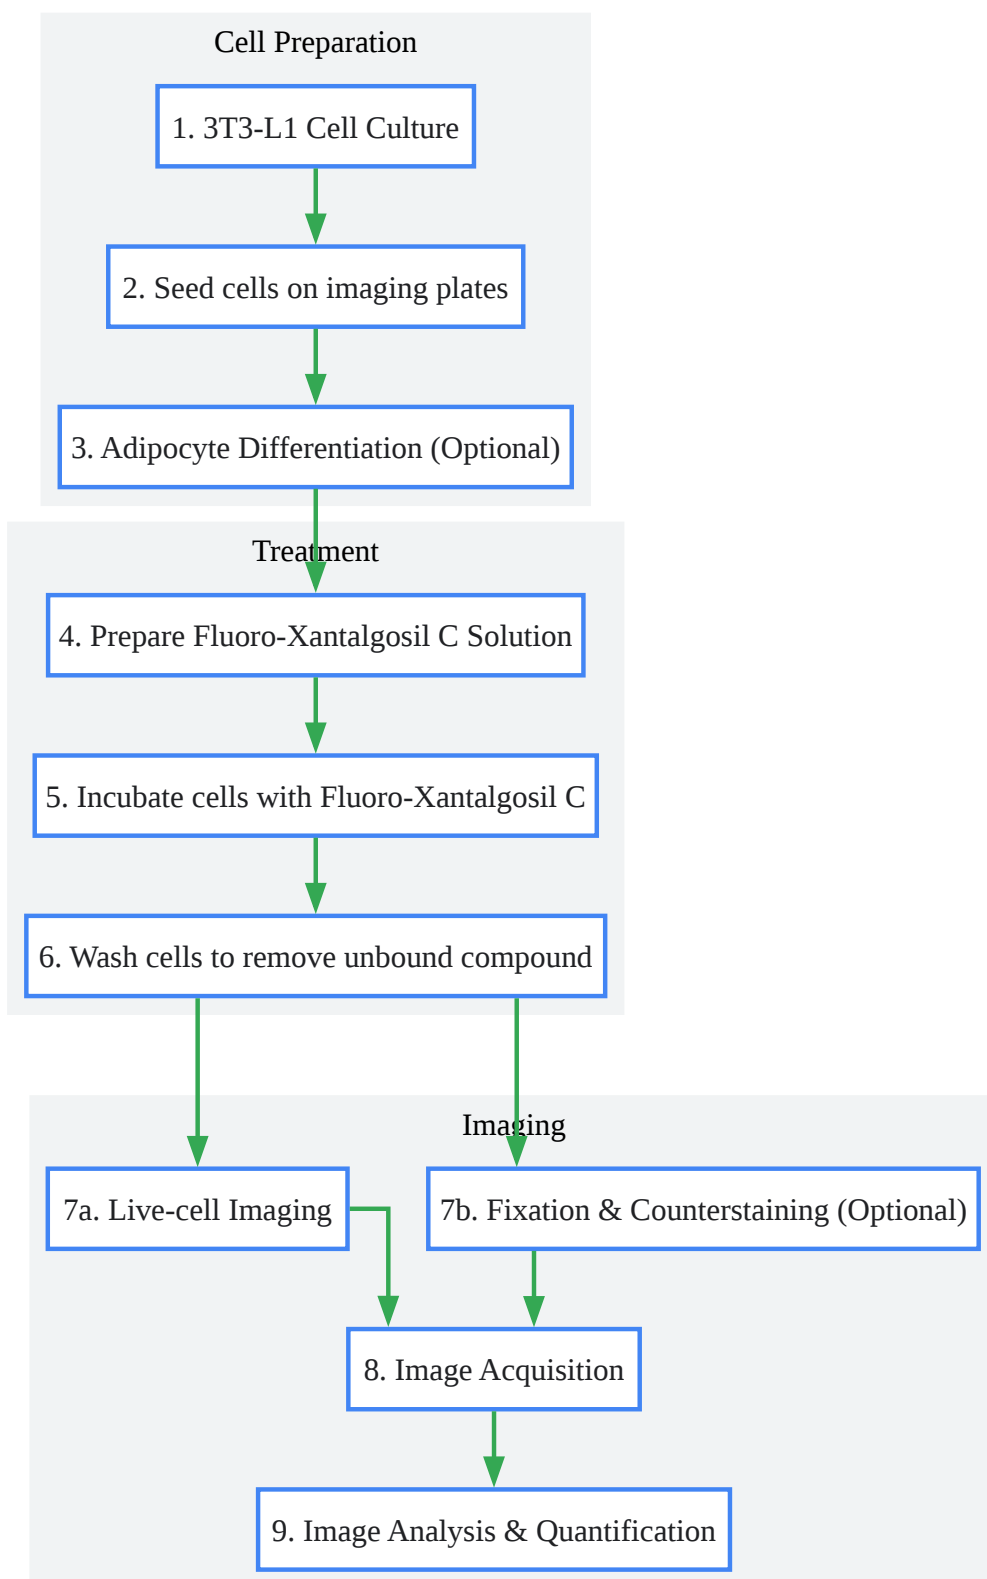 Cell Preparation
1. 3T3-L1 Cell Culture
2. Seed cells on imaging plates
3. Adipocyte Differentiation (Optional)
Treatment
4. Prepare Fluoro-Xantalgosil C Solution
5. Incubate cells with Fluoro-Xantalgosil C
6. Wash cells to remove unbound compound
Imaging
7a. Live-cell Imaging
7b. Fixation & Counterstaining (Optional)
8. Image Acquisition
9. Image Analysis & Quantification